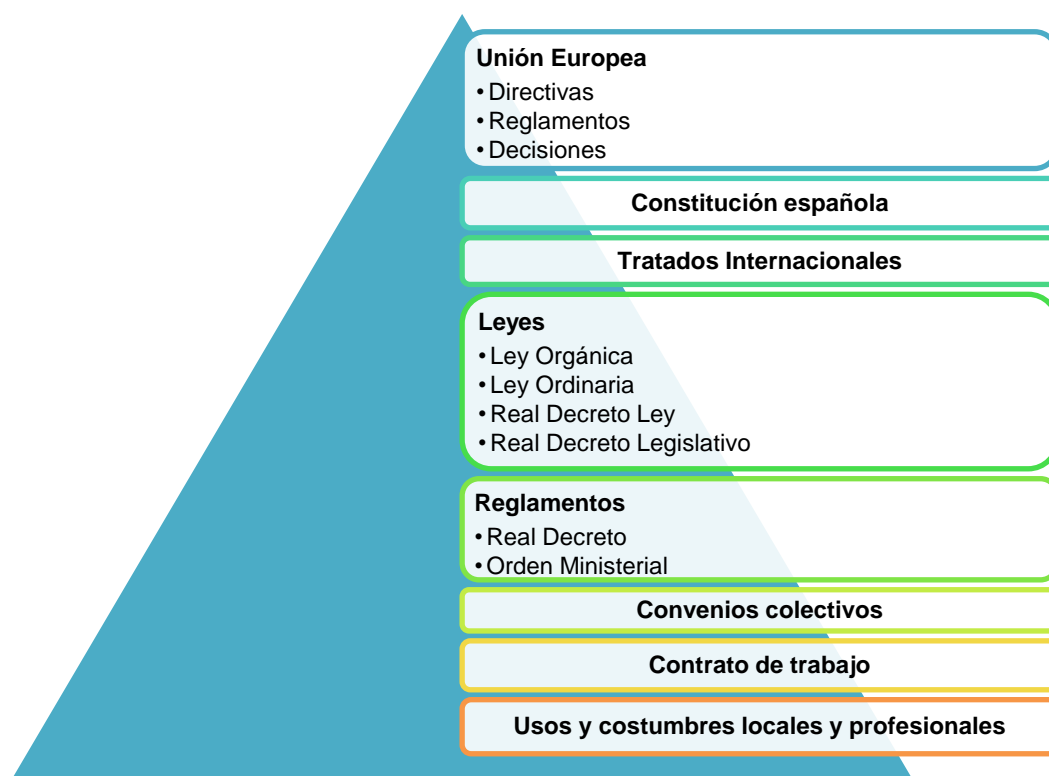 Unión Europea
• Directivas
• Reglamentos
• Decisiones
Constitución española
Tratados Internacionales
Leyes
• Ley Orgánica
• Ley Ordinaria
• Real Decreto Ley
• Real Decreto Legislativo
Reglamentos
• Real Decreto
• Orden Ministerial
Convenios colectivos
Contrato de trabajo
Usos y costumbres locales y profesionales